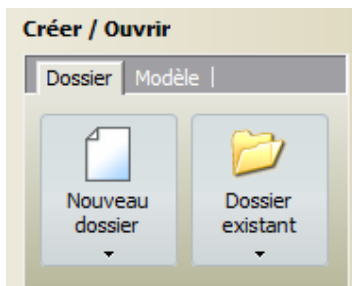 Créer / Ouvrir
Dossier Modèle |
Nouveau dossier
Dossier existant